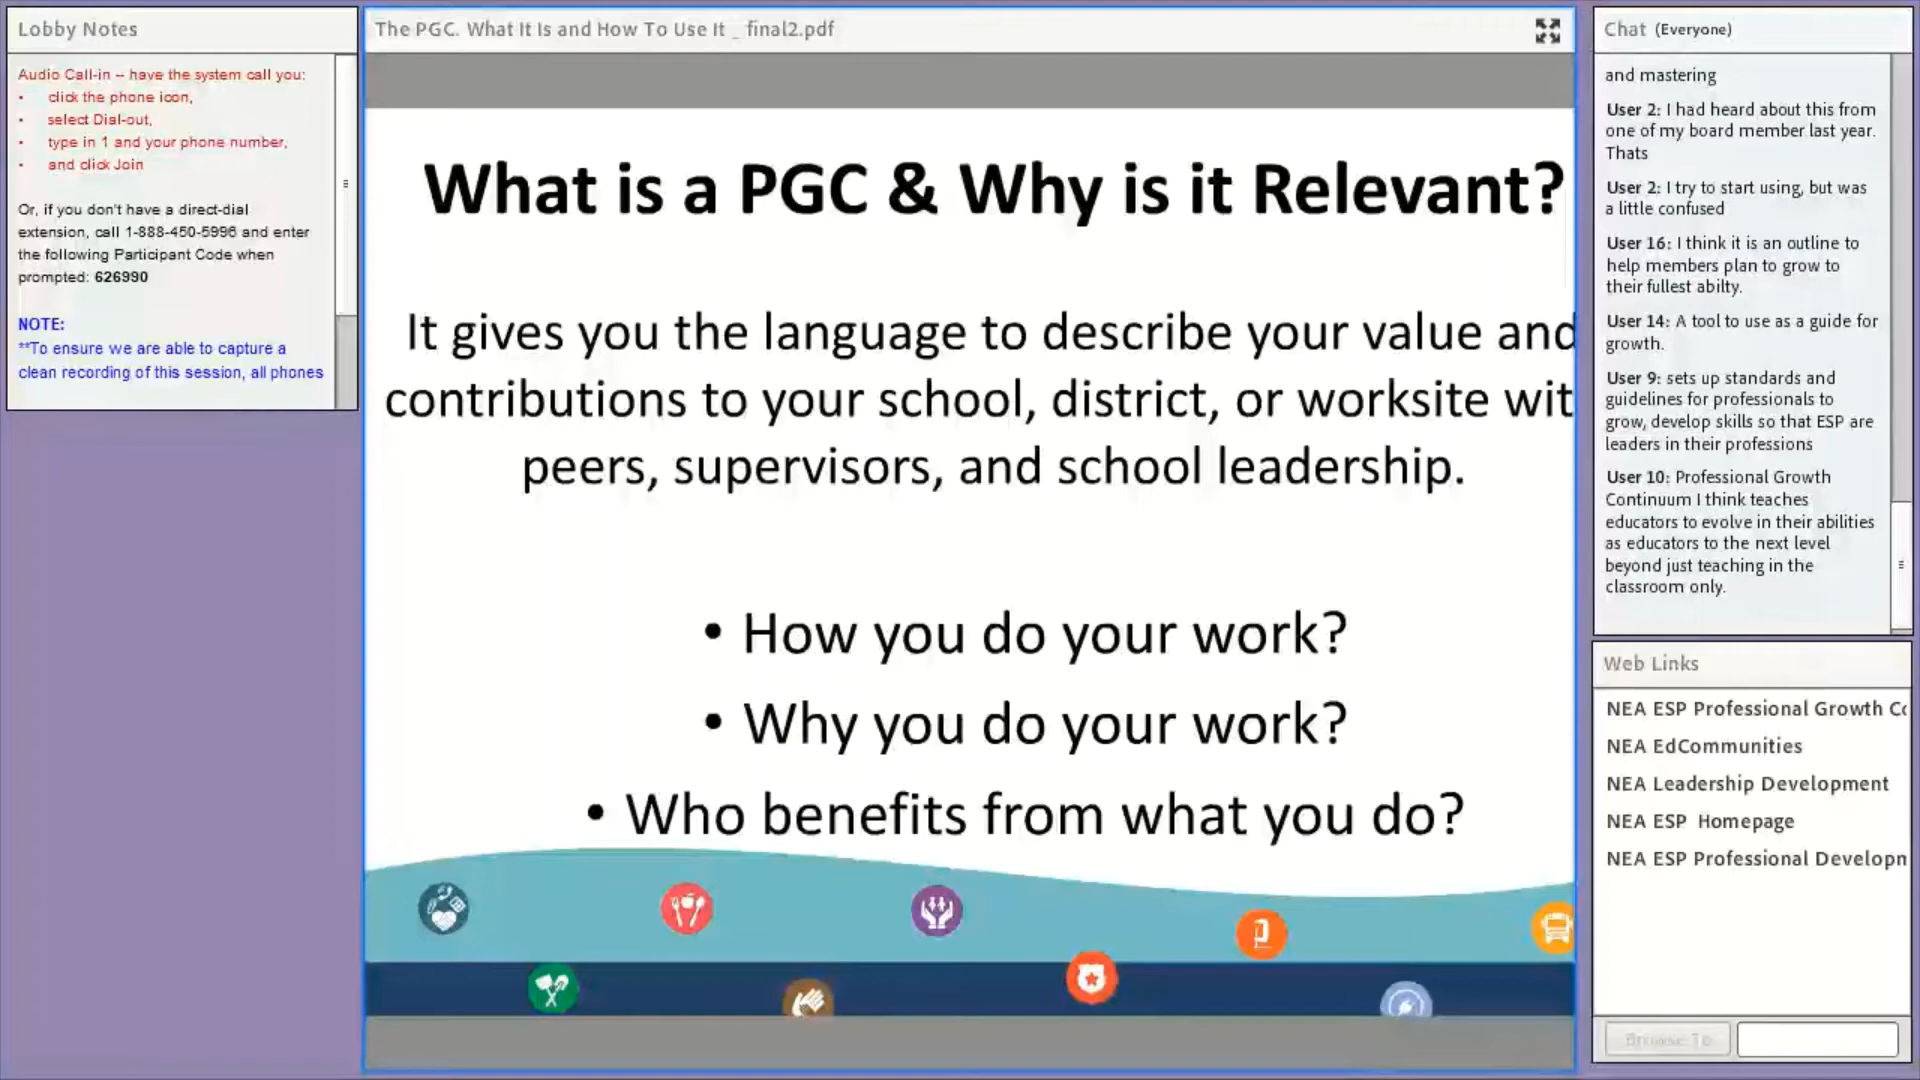 Lobby Notes
Audio Call-in – have the system call you:
• click the phone icon,
• select Dial-out,
• type in 1 and your phone number,
• and click Join
Or, if you don't have a direct-dial
extension, call 1-888-450-5996 and enter
the following Participant Code when
prompted: 626990
NOTE:
**To ensure we are able to capture a
clean recording of this session, all phones
The PGC. What It Is and How To Use It _ final2.pdf
What is a PGC & Why is it Relevant?
It gives you the language to describe your value and
contributions to your school, district, or worksite wit
peers, supervisors, and school leadership.
• How you do your work?
• Why you do your work?
• Who benefits from what you do?
Chat (Everyone)
and mastering
User 2: I had heard about this from
one of my board member last year.
Thats
User 2: I try to start using, but was
a little confused
User 16: I think it is an outline to
help members plan to grow to
their fullest abilty.
User 14: A tool to use as a guide for
growth.
User 9: sets up standards and
guidelines for professionals to
grow, develop skills so that ESP are
leaders in their professions
User 10: Professional Growth
Continuum I think teaches
educators to evolve in their abilities
as educators to the next level
beyond just teaching in the
classroom only.
Web Links
NEA ESP Professional Growth Co
NEA EdCommunities
NEA Leadership Development
NEA ESP Homepage
NEA ESP Professional Developm
Browse To